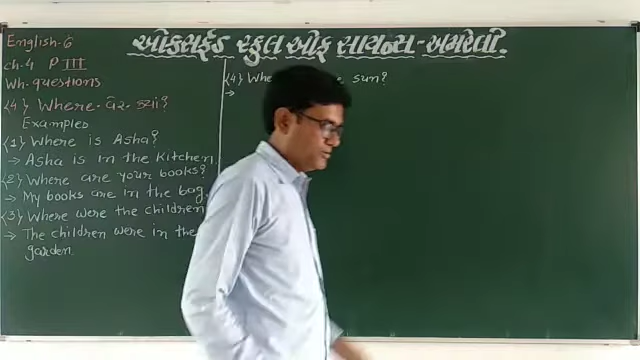 ઓક્સર્ફડ સ્કુલ ઓફ સાયન્સ - અમરેલી.
English-6
ch-4 P III
Wh. questions
{4} Where - વેર - ક્યાં?
Examples
{1} Where is Asha?
→ Asha is in the kitchen.
{2} Where are your books?
→ My books are in the bag.
{3} Where were the children
→ The children were in the
garden.
{4} sun?
→